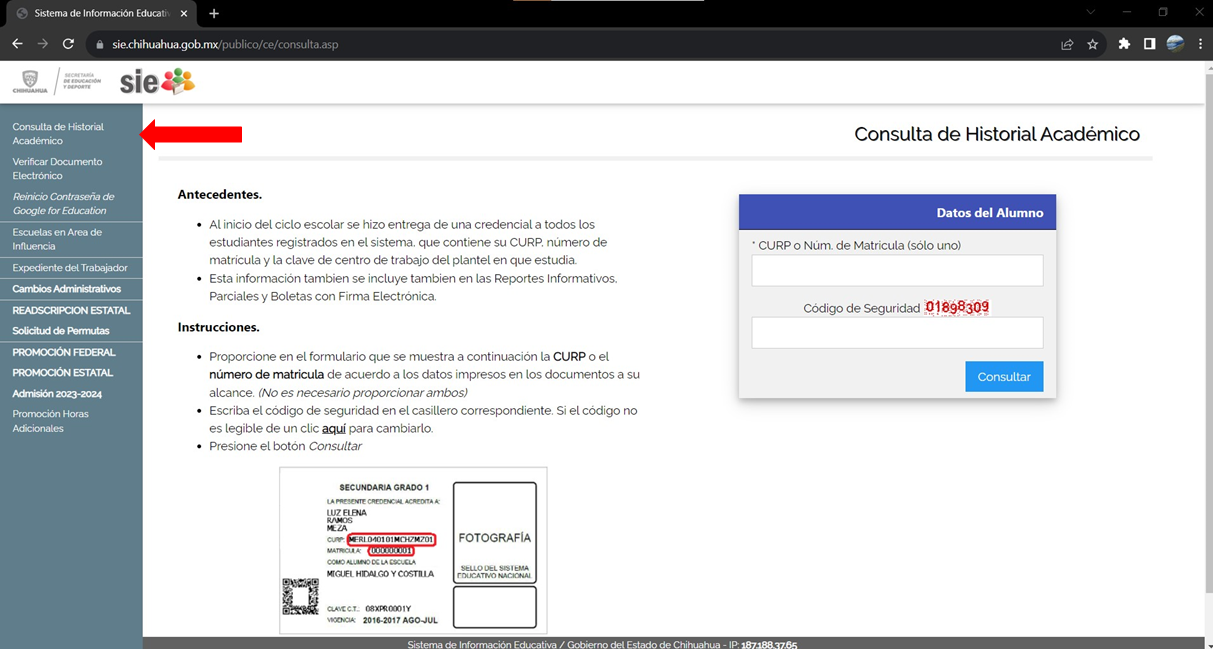 Sistema de Información Educativ
sie.chihuahua.gob.mx/publico/ce/consulta.asp
CHIHUAHUA
SECRETARÍA
DE EDUCACIÓN
Y DEPORTE
sie
Consulta de Historial
Académico
Verificar Documento
Electrónico
Reinicio Contraseña de
Google for Education
Escuelas en Area de
Influencia
Expediente del Trabajador
Cambios Administrativos
READSCRIPCION ESTATAL
Solicitud de Permutas
PROMOCIÓN FEDERAL
PROMOCIÓN ESTATAL
Admisión 2023-2024
Promoción Horas
Adicionales
Consulta de Historial Académico
Antecedentes.
• Al inicio del ciclo escolar se hizo entrega de una credencial a todos los
estudiantes registrados en el sistema, que contiene su CURP, número de
matrícula y la clave de centro de trabajo del plantel en que estudia.
• Esta información tambien se incluye tambien en las Reportes Informativos,
Parciales y Boletas con Firma Electrónica.
Instrucciones.
• Proporcione en el formulario que se muestra a continuación la CURP o el
número de matricula de acuerdo a los datos impresos en los documentos a su
alcance. (No es necesario proporcionar ambos)
• Escriba el código de seguridad en el casillero correspondiente. Si el código no
es legible de un clic aquí para cambiarlo.
• Presione el botón Consultar
Datos del Alumno
* CURP o Núm. de Matricula (sólo uno)
Código de Seguridad 01898309
Consultar
SECUNDARIA GRADO 1
LA PRESENTE CREDENCIAL ACREDITA A:
LUZ ELENA
RAMOS
MEZA
CURP: MERL040101MCHZMZ01
MATRICULA: 000000001
COMO ALUMNO DE LA ESCUELA
MIGUEL HIDALGO Y COSTILLA
CLAVE C.T.: 08XPR0001Y
VIGENCIA: 2016-2017 AGO-JUL
FOTOGRAFÍA
SELLO DEL SISTEMA
EDUCATIVO NACIONAL
Sistema de Información Educativa / Gobierno del Estado de Chihuahua - IP: 187.188.37.65